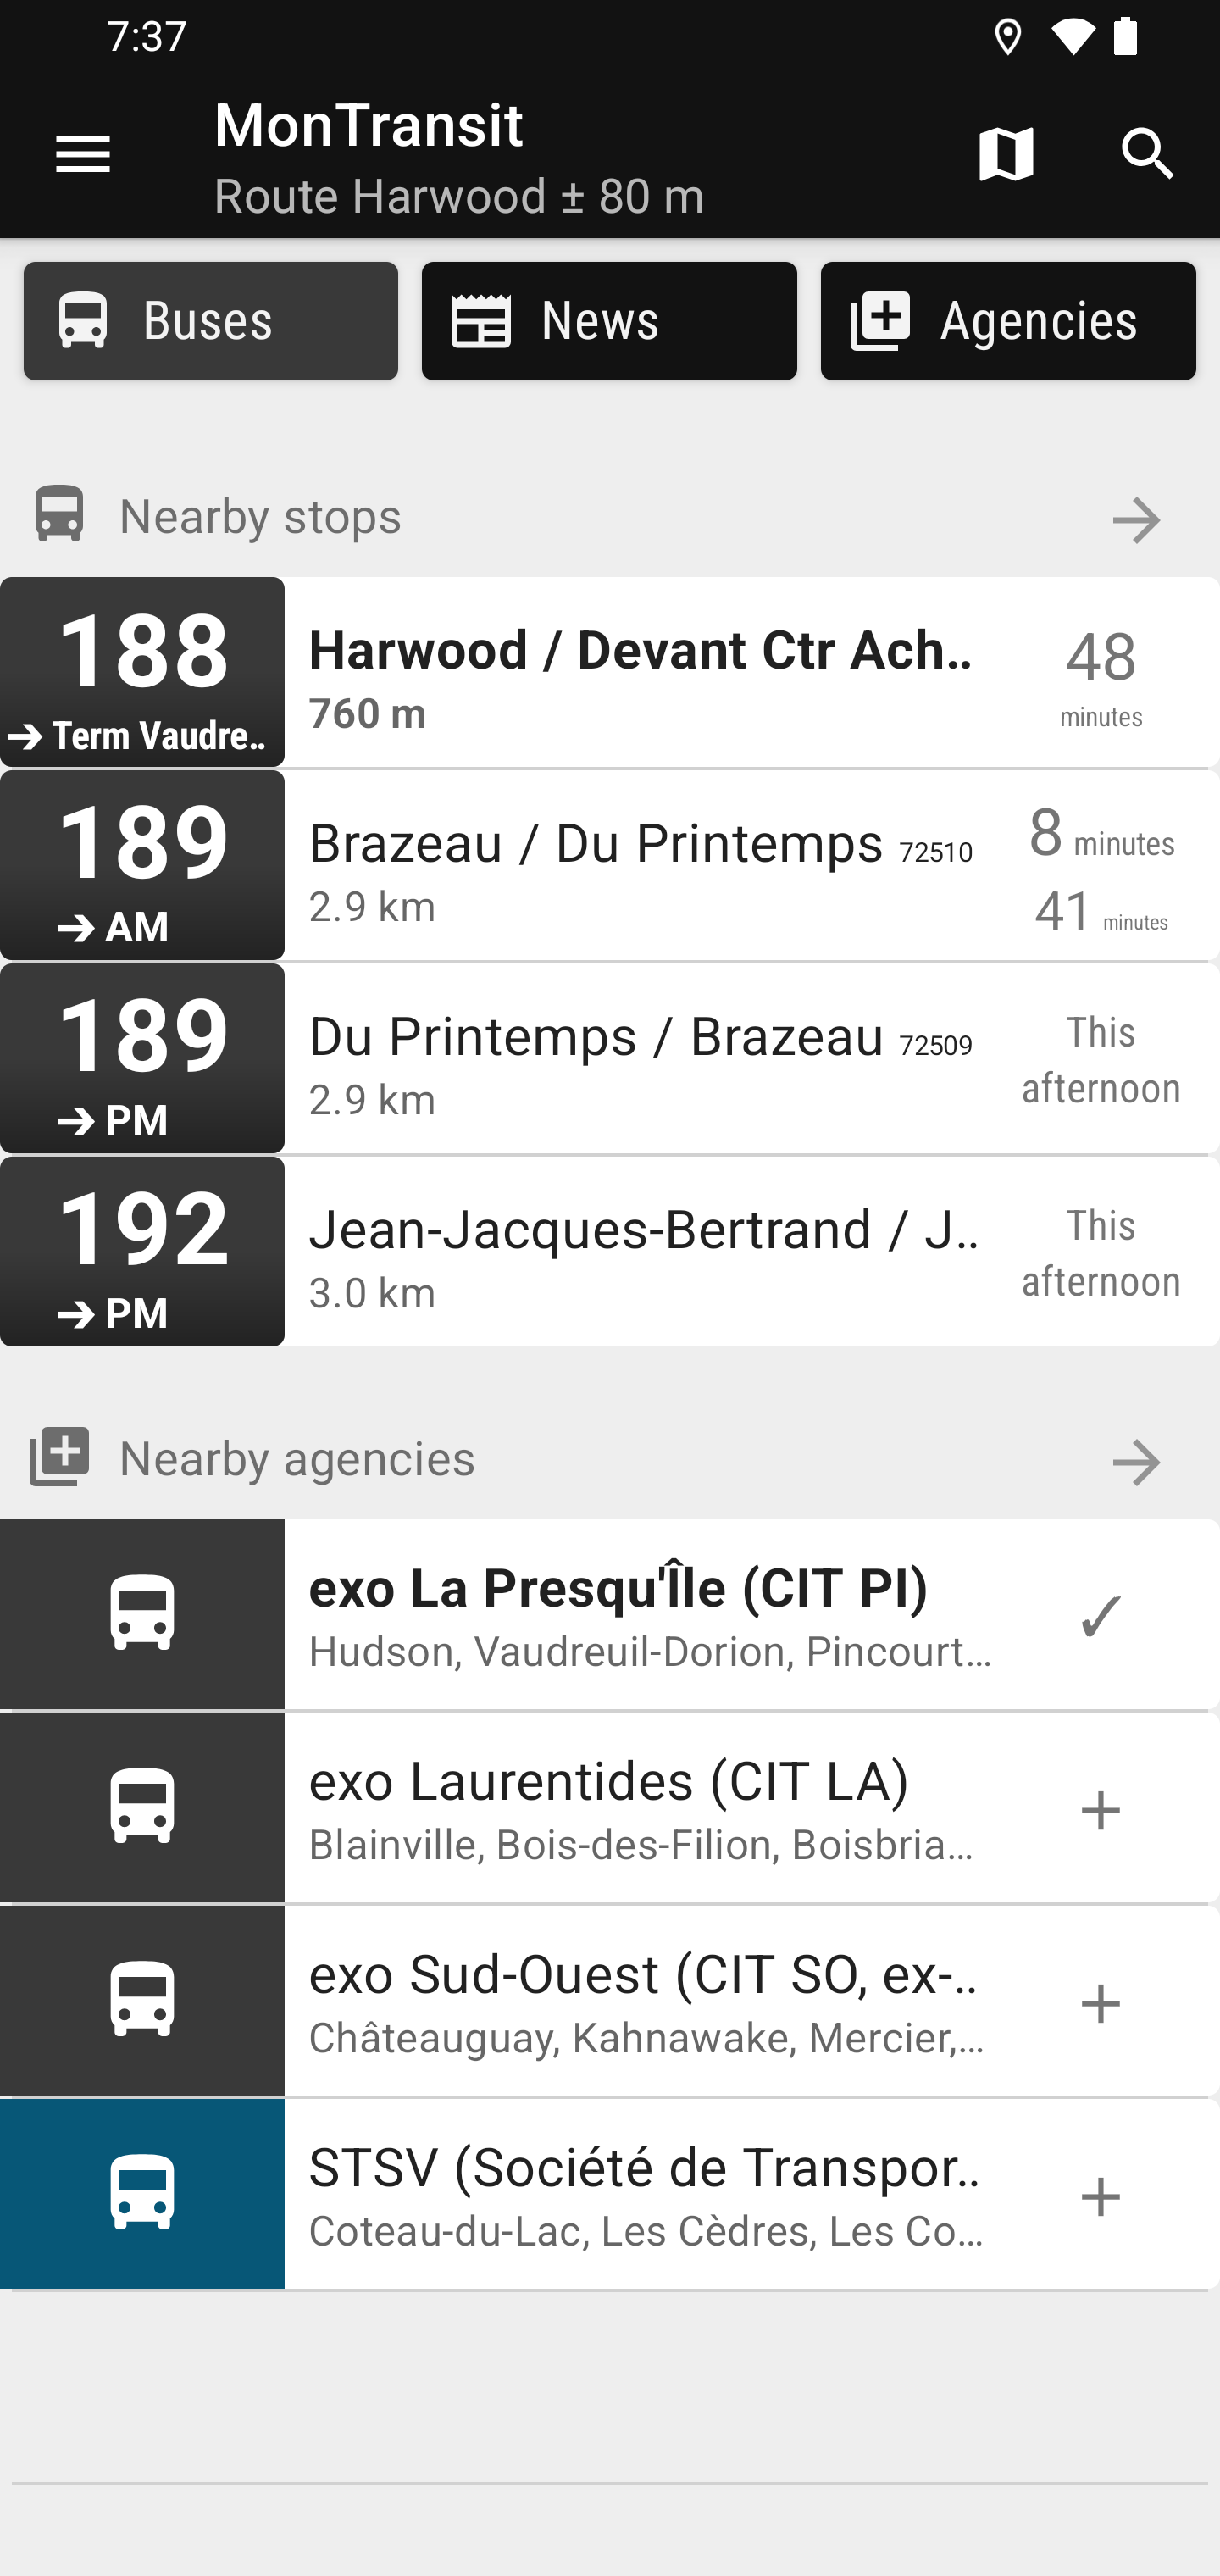 7:37
MonTransit
Route Harwood ± 80 m
Buses
News
Agencies
Nearby stops
188
→ Term Vaudre..
Harwood / Devant Ctr Ach..
760 m
48
minutes
189
→ AM
Brazeau / Du Printemps 72510
2.9 km
8 minutes
41 minutes
189
→ PM
Du Printemps / Brazeau 72509
2.9 km
This
afternoon
192
→ PM
Jean-Jacques-Bertrand / J..
3.0 km
This
afternoon
Nearby agencies
exo La Presqu'Île (CIT PI)
Hudson, Vaudreuil-Dorion, Pincourt...
✓
exo Laurentides (CIT LA)
Blainville, Bois-des-Filion, Boisbria...
+
exo Sud-Ouest (CIT SO, ex-..
Châteauguay, Kahnawake, Mercier,...
+
STSV (Société de Transpor..
Coteau-du-Lac, Les Cèdres, Les Co...
+